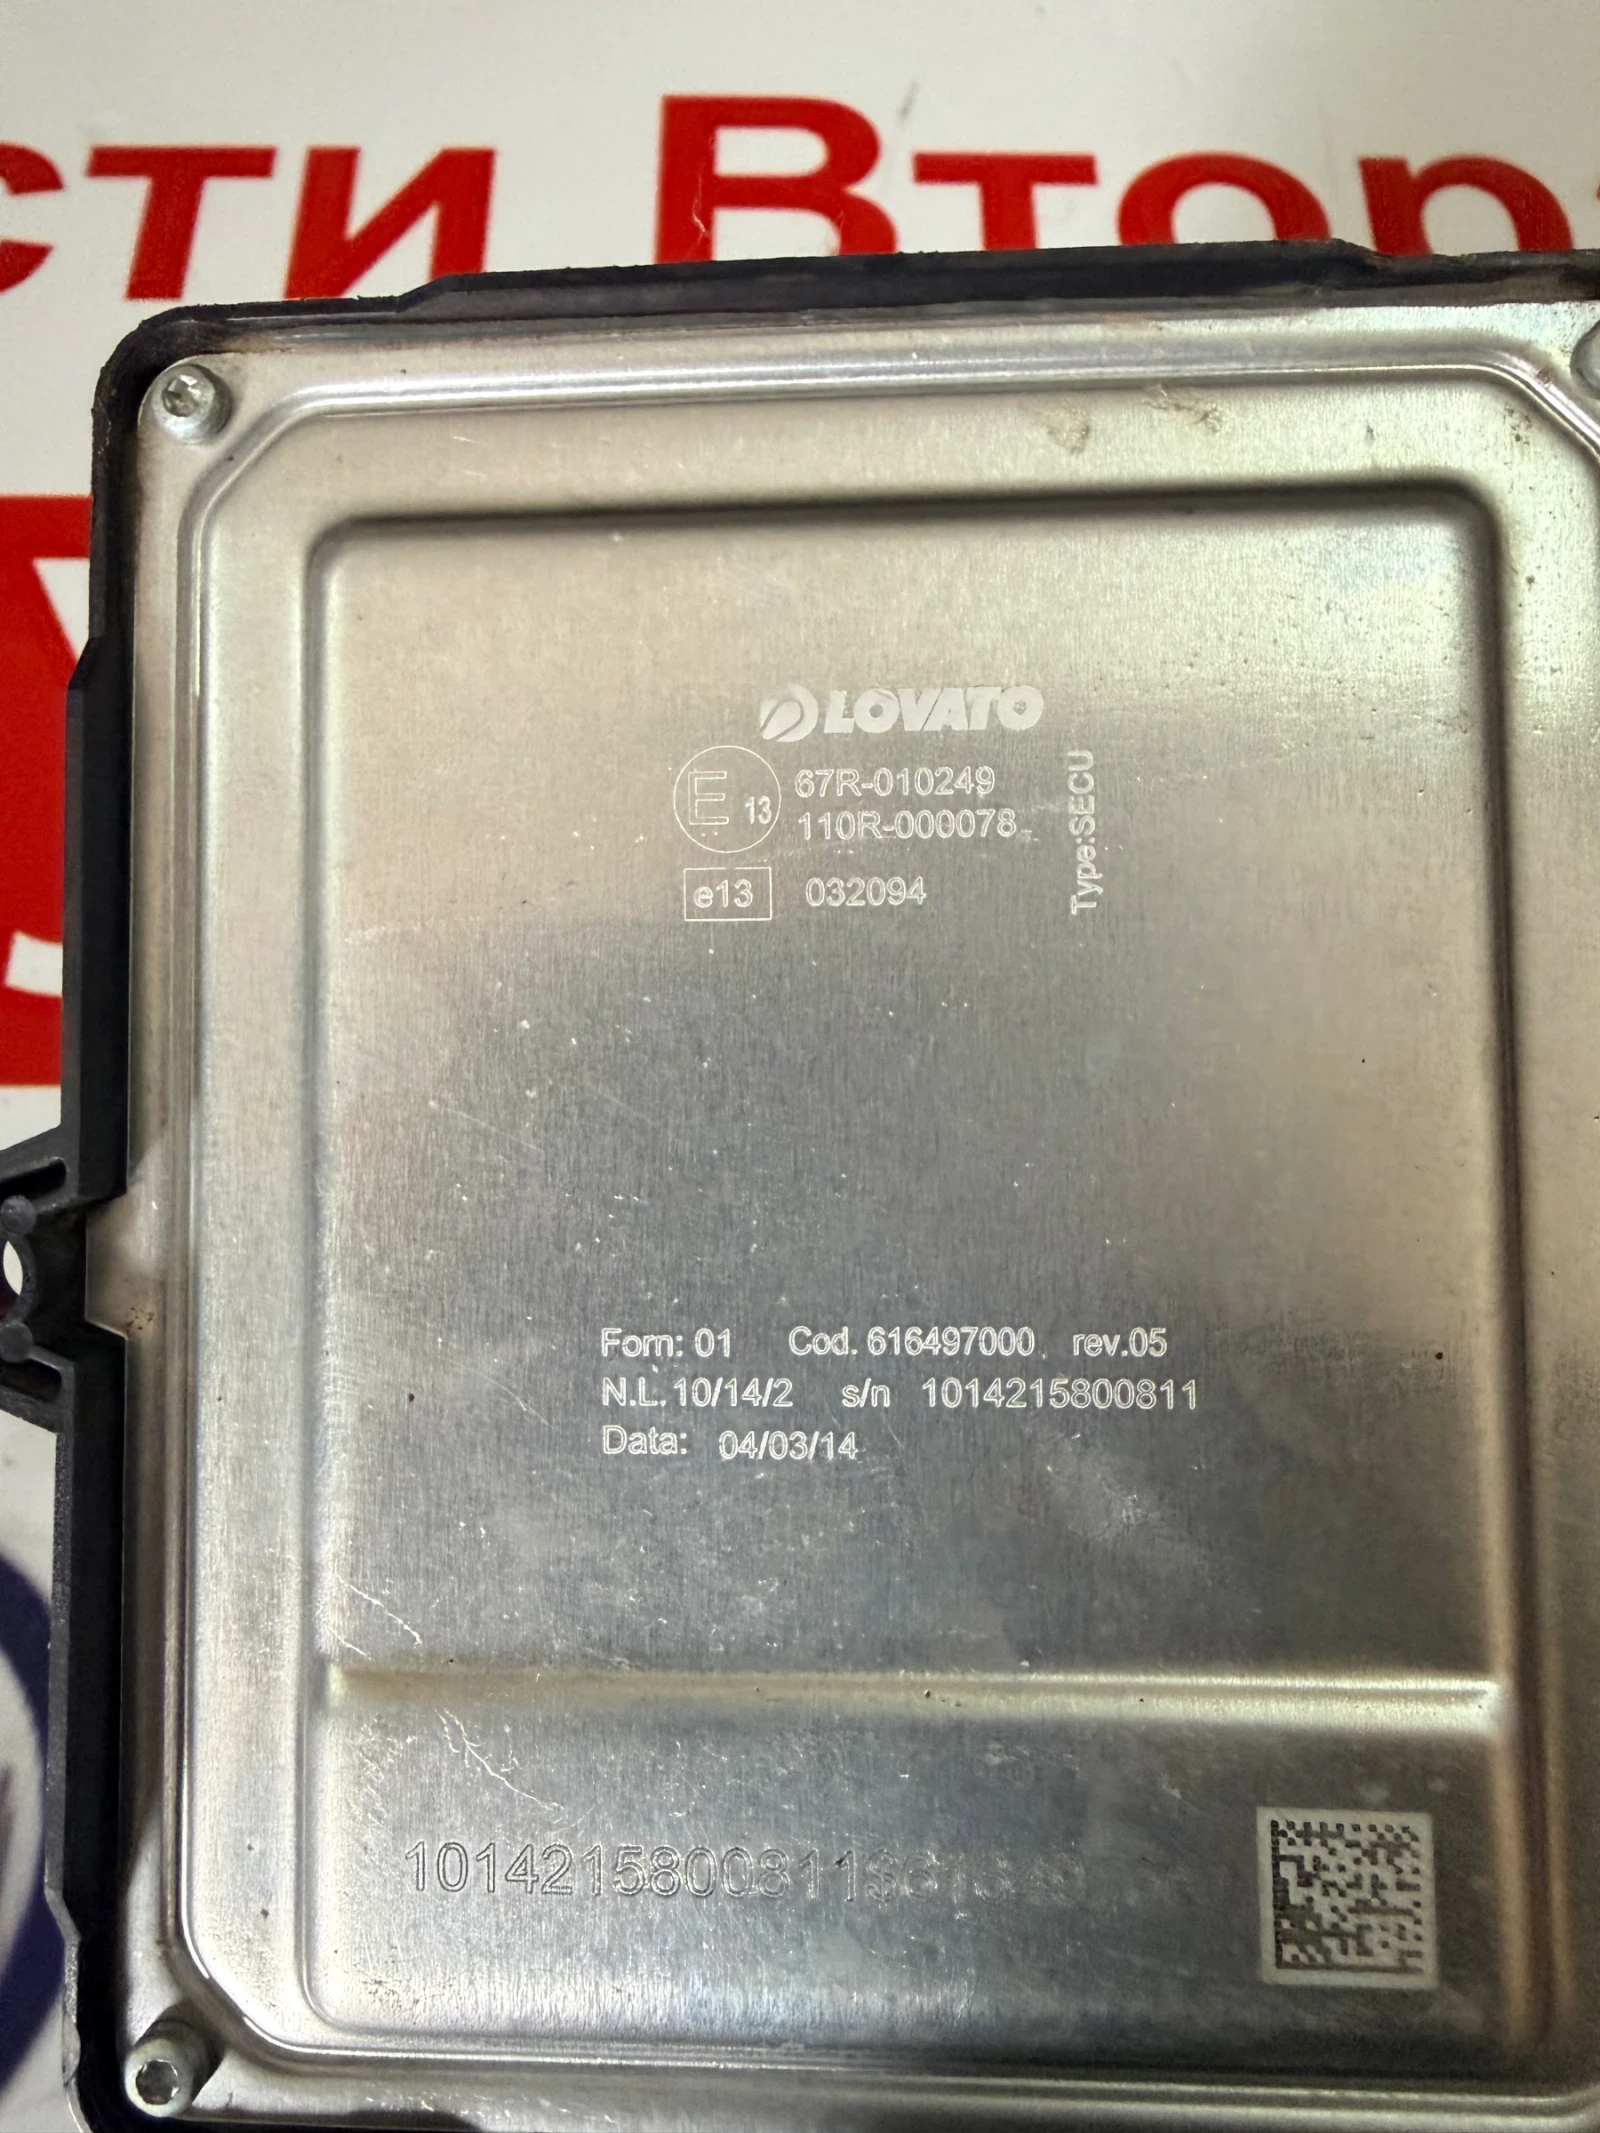 сти Втор
LOVATO
E 13 67R-010249
110R-000078
e13 032094
Type:SECU
Forn: 01 Cod. 616497000 rev.05
N.L. 10/14/2 s/n 1014215800811
Data: 04/03/14
1014215800811S61649